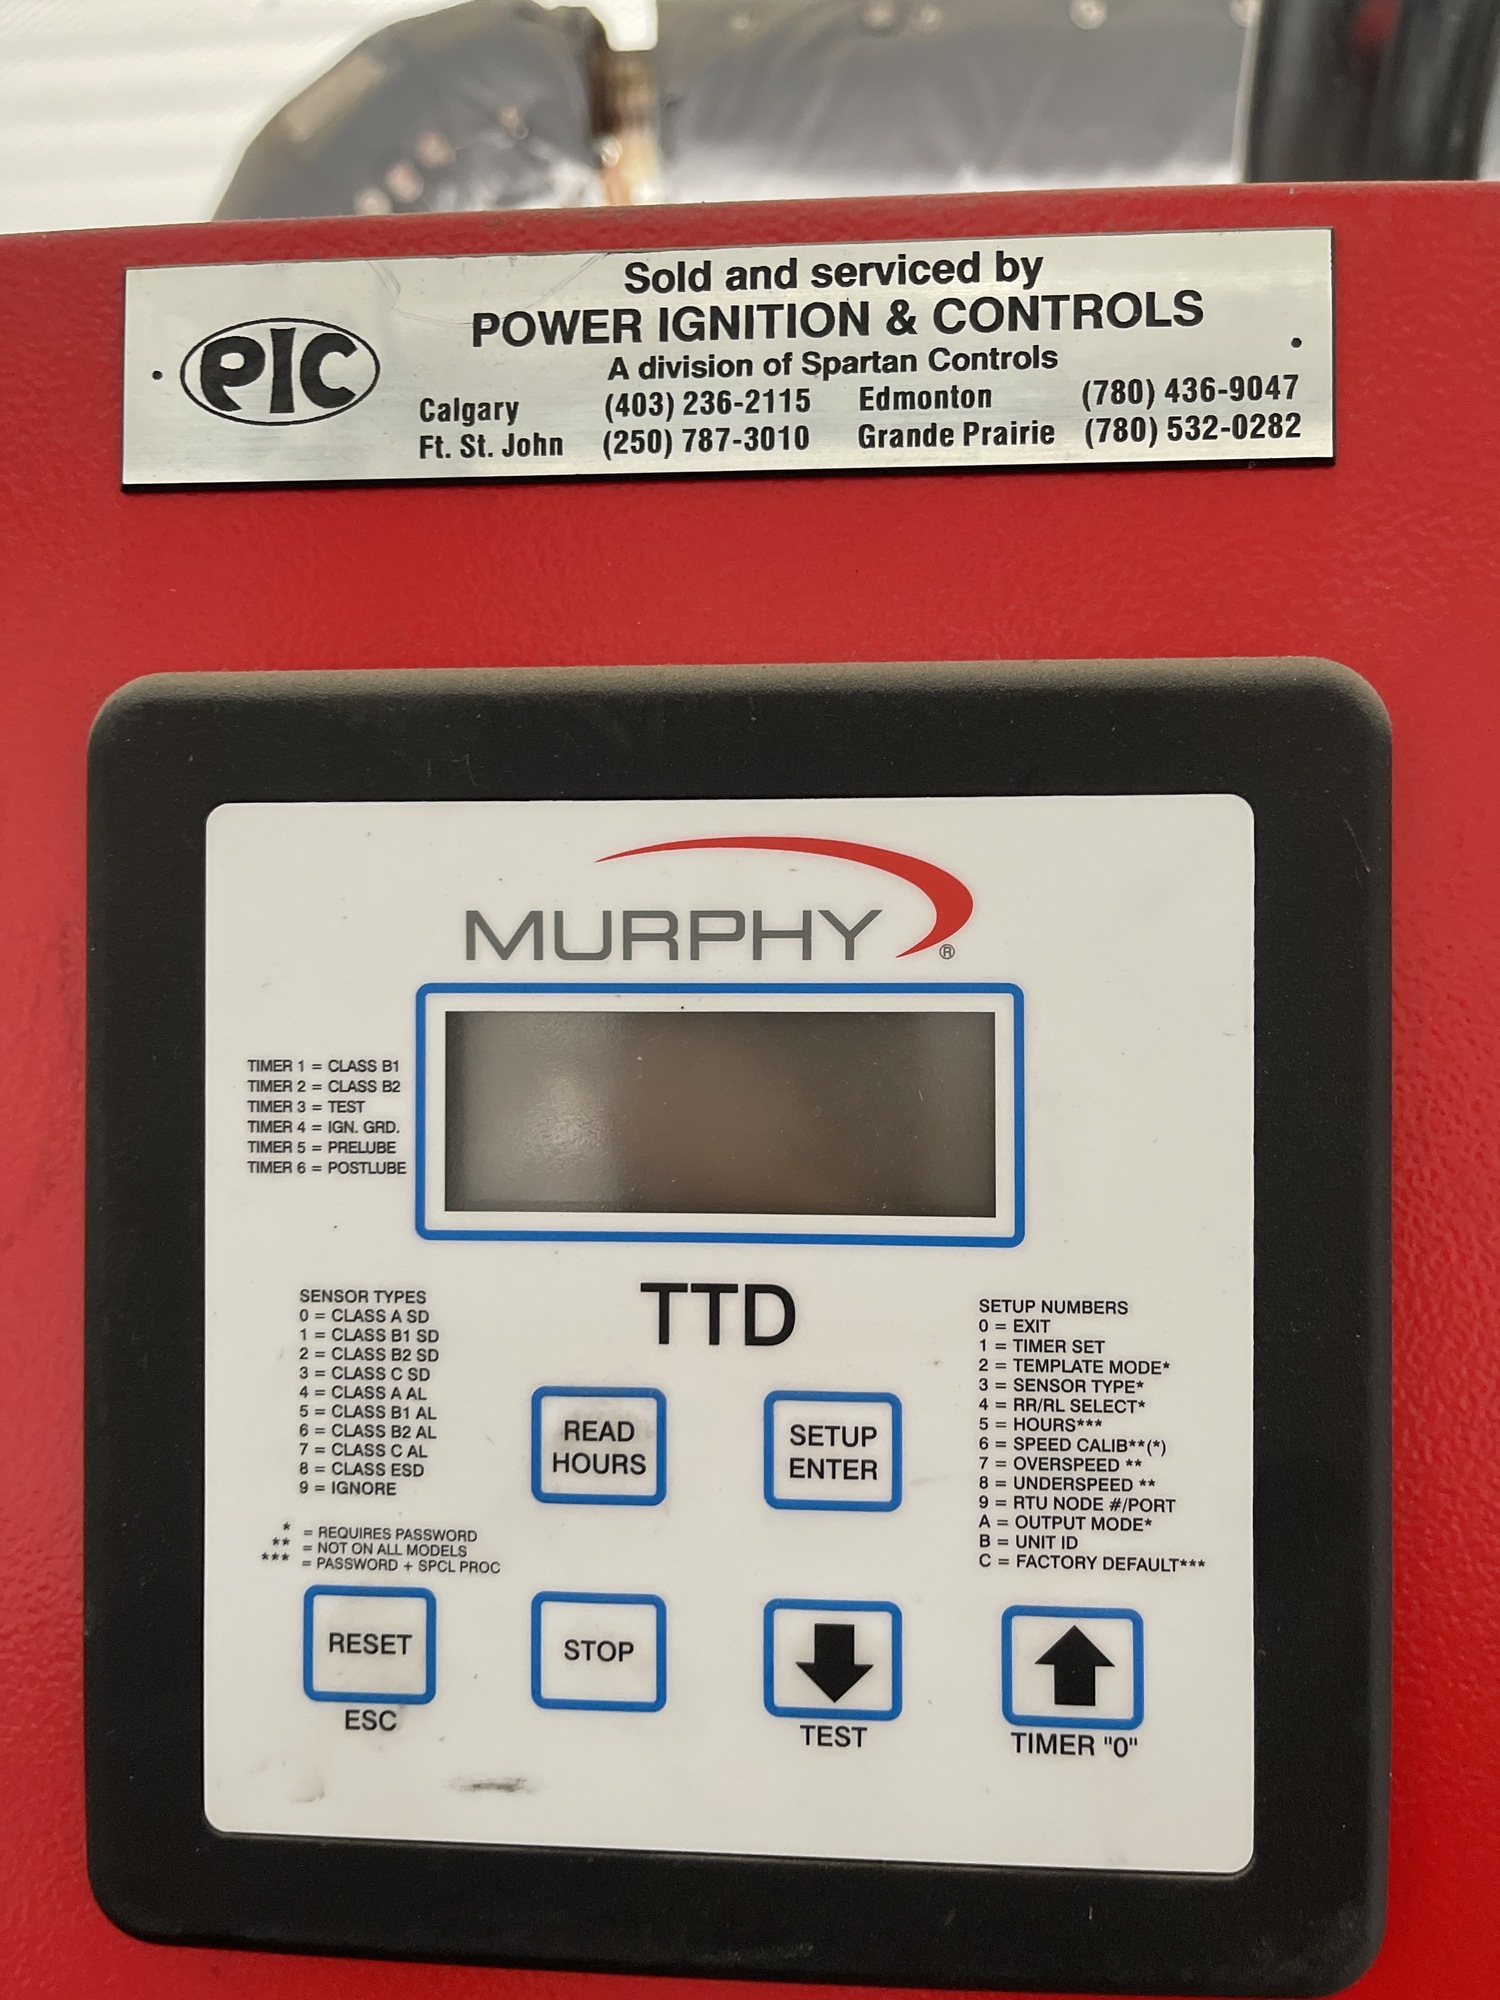 Sold and serviced by
PIC
POWER IGNITION & CONTROLS
A division of Spartan Controls
Calgary (403) 236-2115 Edmonton (780) 436-9047
Ft. St. John (250) 787-3010 Grande Prairie (780) 532-0282
MURPHY®
TIMER 1 = CLASS B1
TIMER 2 = CLASS B2
TIMER 3 = TEST
TIMER 4 = IGN. GRD.
TIMER 5 = PRELUBE
TIMER 6 = POSTLUBE
TTD
SENSOR TYPES
0 = CLASS A SD
1 = CLASS B1 SD
2 = CLASS B2 SD
3 = CLASS C SD
4 = CLASS A AL
5 = CLASS B1 AL
6 = CLASS B2 AL
7 = CLASS C AL
8 = CLASS ESD
9 = IGNORE
* = REQUIRES PASSWORD
** = NOT ON ALL MODELS
*** = PASSWORD + SPCL PROC
READ
HOURS
SETUP
ENTER
SETUP NUMBERS
0 = EXIT
1 = TIMER SET
2 = TEMPLATE MODE*
3 = SENSOR TYPE*
4 = RR/RL SELECT*
5 = HOURS***
6 = SPEED CALIB**(*)
7 = OVERSPEED **
8 = UNDERSPEED **
9 = RTU NODE #/PORT
A = OUTPUT MODE*
B = UNIT ID
C = FACTORY DEFAULT***
RESET
ESC
STOP
TEST
TIMER "0"